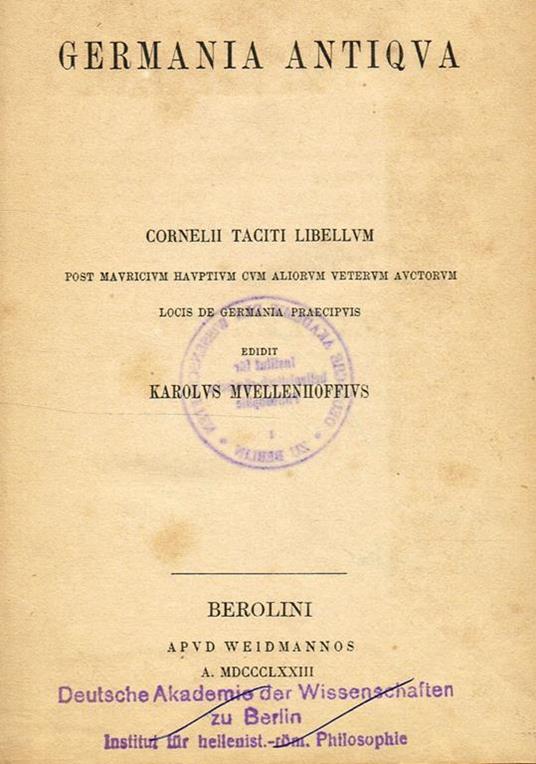 GERMANIA ANTIQVA
CORNELII TACITI LIBELLVM
POST MAVRICIVM HAVPTIVM CVM ALIORVM VETERVM AVCTORVM
LOCIS DE GERMANIA PRAECIPVIS
EDIDIT
KAROLVS MVELLENHOFFIVS
BEROLINI
APVD WEIDMANNOS
A. MDCCCLXXIII
Deutsche Akademie der Wissenschaften
zu Berlin
Institut für hellenist.-röm. Philosophie